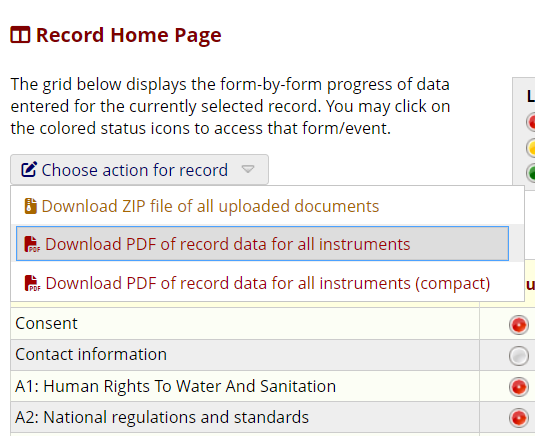 Record Home Page
The grid below displays the form-by-form progress of data
entered for the currently selected record. You may click on
the colored status icons to access that form/event.
L
Choose action for record
Download ZIP file of all uploaded documents
PDF Download PDF of record data for all instruments
PDF Download PDF of record data for all instruments (compact)
u
Consent
Contact information
A1: Human Rights To Water And Sanitation
A2: National regulations and standards